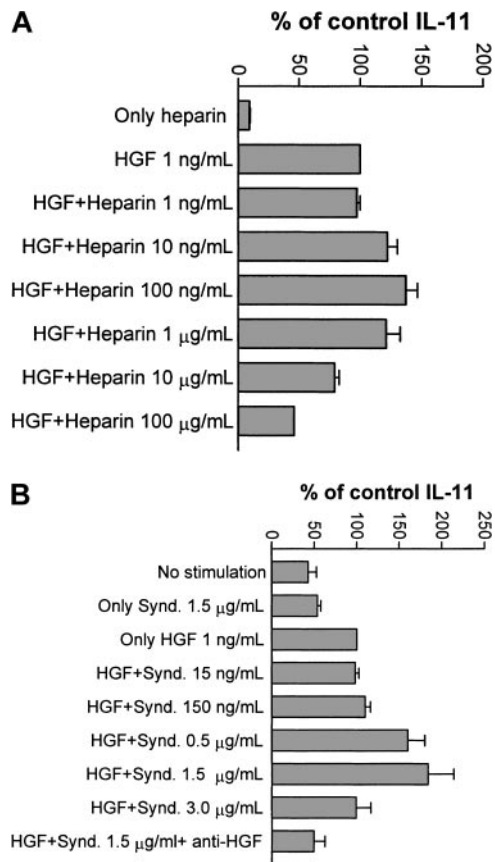 A
% of control IL-11
0
50
100
150
200
Only heparin
HGF 1 ng/mL
HGF+Heparin 1 ng/mL
HGF+Heparin 10 ng/mL
HGF+Heparin 100 ng/mL
HGF+Heparin 1 μg/mL
HGF+Heparin 10 μg/mL
HGF+Heparin 100 μg/mL
B
% of control IL-11
0
50
100
150
200
250
No stimulation
Only Synd. 1.5 μg/mL
Only HGF 1 ng/mL
HGF+Synd. 15 ng/mL
HGF+Synd. 150 ng/mL
HGF+Synd. 0.5 μg/mL
HGF+Synd. 1.5 μg/mL
HGF+Synd. 3.0 μg/mL
HGF+Synd. 1.5 μg/ml+ anti-HGF